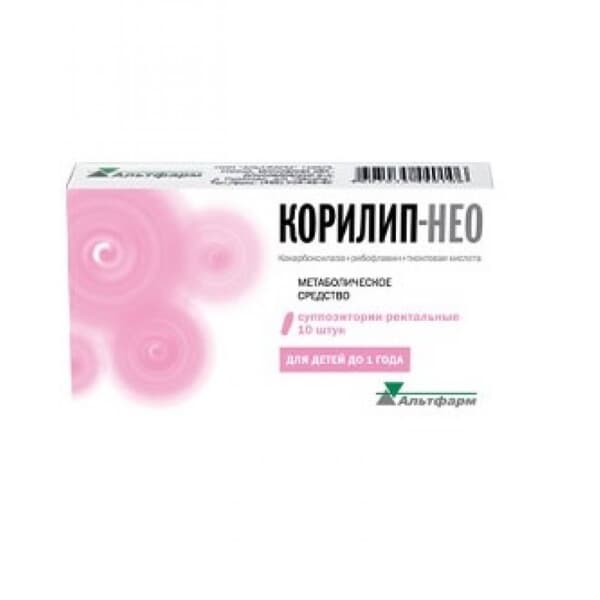 Альтфарм
КОРИЛИП-НЕО
Кокарбоксилаза+рибофлавин+тиоктовая кислота
МЕТАБОЛИЧЕСКОЕ
СРЕДСТВО
суппозитории ректальные
10 штук
ДЛЯ ДЕТЕЙ ДО 1 ГОДА
Альтфарм